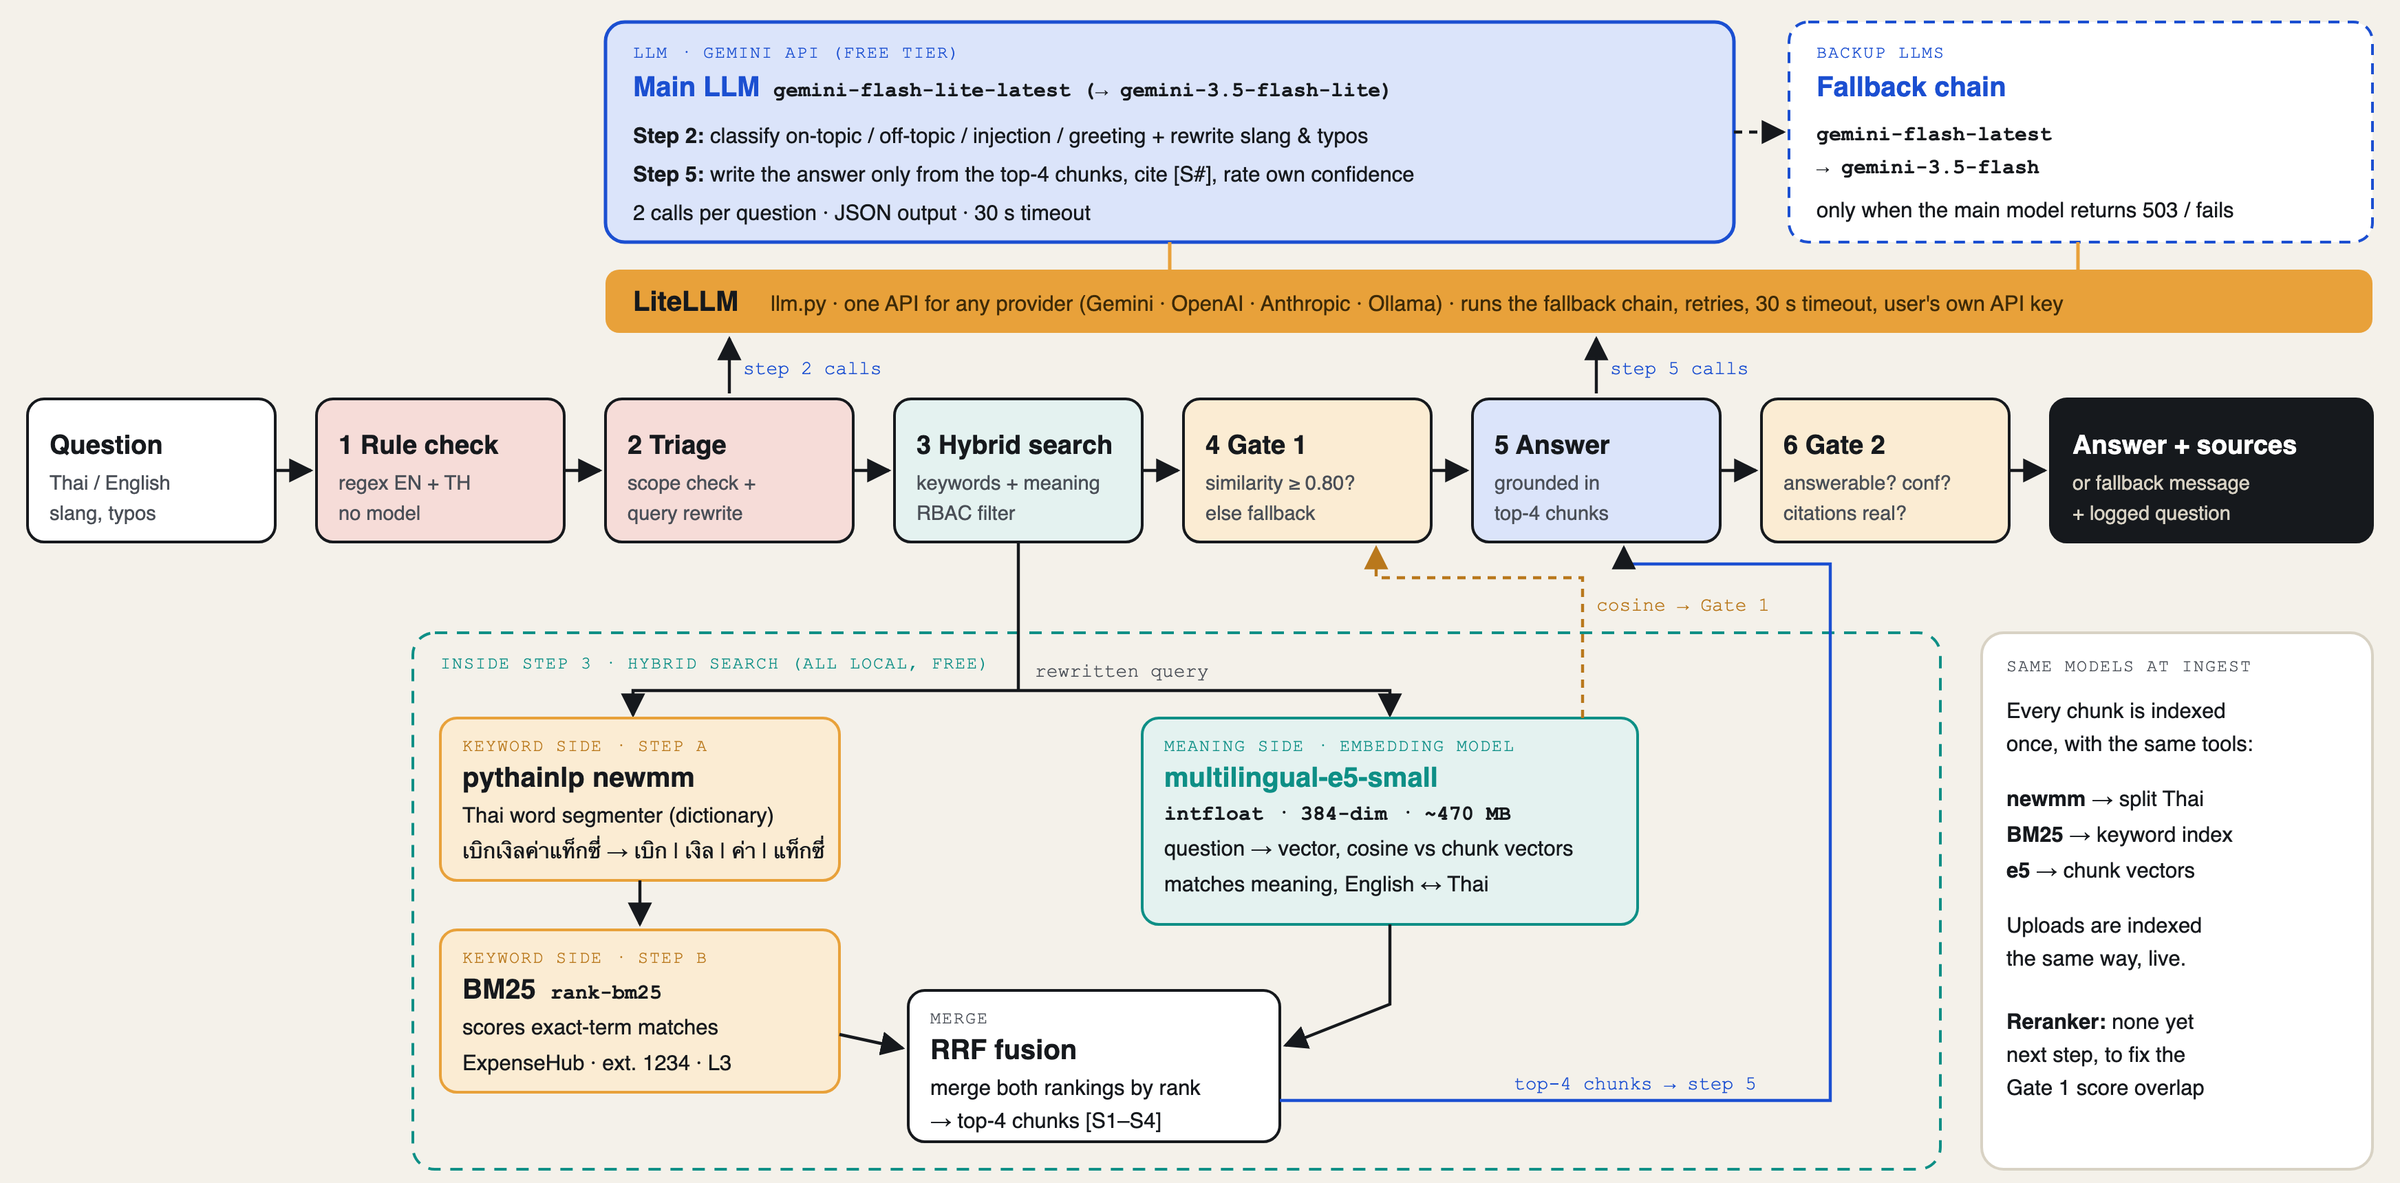 LLM · GEMINI API (FREE TIER)
Main LLM gemini-flash-lite-latest (→ gemini-3.5-flash-lite)
Step 2: classify on-topic / off-topic / injection / greeting + rewrite slang & typos
Step 5: write the answer only from the top-4 chunks, cite [S#], rate own confidence
2 calls per question · JSON output · 30 s timeout
BACKUP LLMS
Fallback chain
gemini-flash-latest
→ gemini-3.5-flash
only when the main model returns 503 / fails
LiteLLM llm.py · one API for any provider (Gemini · OpenAI · Anthropic · Ollama) · runs the fallback chain, retries, 30 s timeout, user's own API key
step 2 calls
step 5 calls
Question
Thai / English
slang, typos
1 Rule check
regex EN + TH
no model
2 Triage
scope check +
query rewrite
3 Hybrid search
keywords + meaning
RBAC filter
4 Gate 1
similarity ≥ 0.80?
else fallback
5 Answer
grounded in
top-4 chunks
6 Gate 2
answerable? conf?
citations real?
Answer + sources
or fallback message
+ logged question
cosine → Gate 1
INSIDE STEP 3 · HYBRID SEARCH (ALL LOCAL, FREE)
rewritten query
KEYWORD SIDE · STEP A
pythainlp newmm
Thai word segmenter (dictionary)
เบิกเงิลค่าแท็กซี่ → เบิก | เงิล | ค่า | แท็กซี่
MEANING SIDE · EMBEDDING MODEL
multilingual-e5-small
intfloat · 384-dim · ~470 MB
question → vector, cosine vs chunk vectors
matches meaning, English ↔ Thai
KEYWORD SIDE · STEP B
BM25 rank-bm25
scores exact-term matches
ExpenseHub · ext. 1234 · L3
MERGE
RRF fusion
merge both rankings by rank
→ top-4 chunks [S1–S4]
top-4 chunks → step 5
SAME MODELS AT INGEST
Every chunk is indexed
once, with the same tools:
newmm → split Thai
BM25 → keyword index
e5 → chunk vectors
Uploads are indexed
the same way, live.
Reranker: none yet
next step, to fix the
Gate 1 score overlap